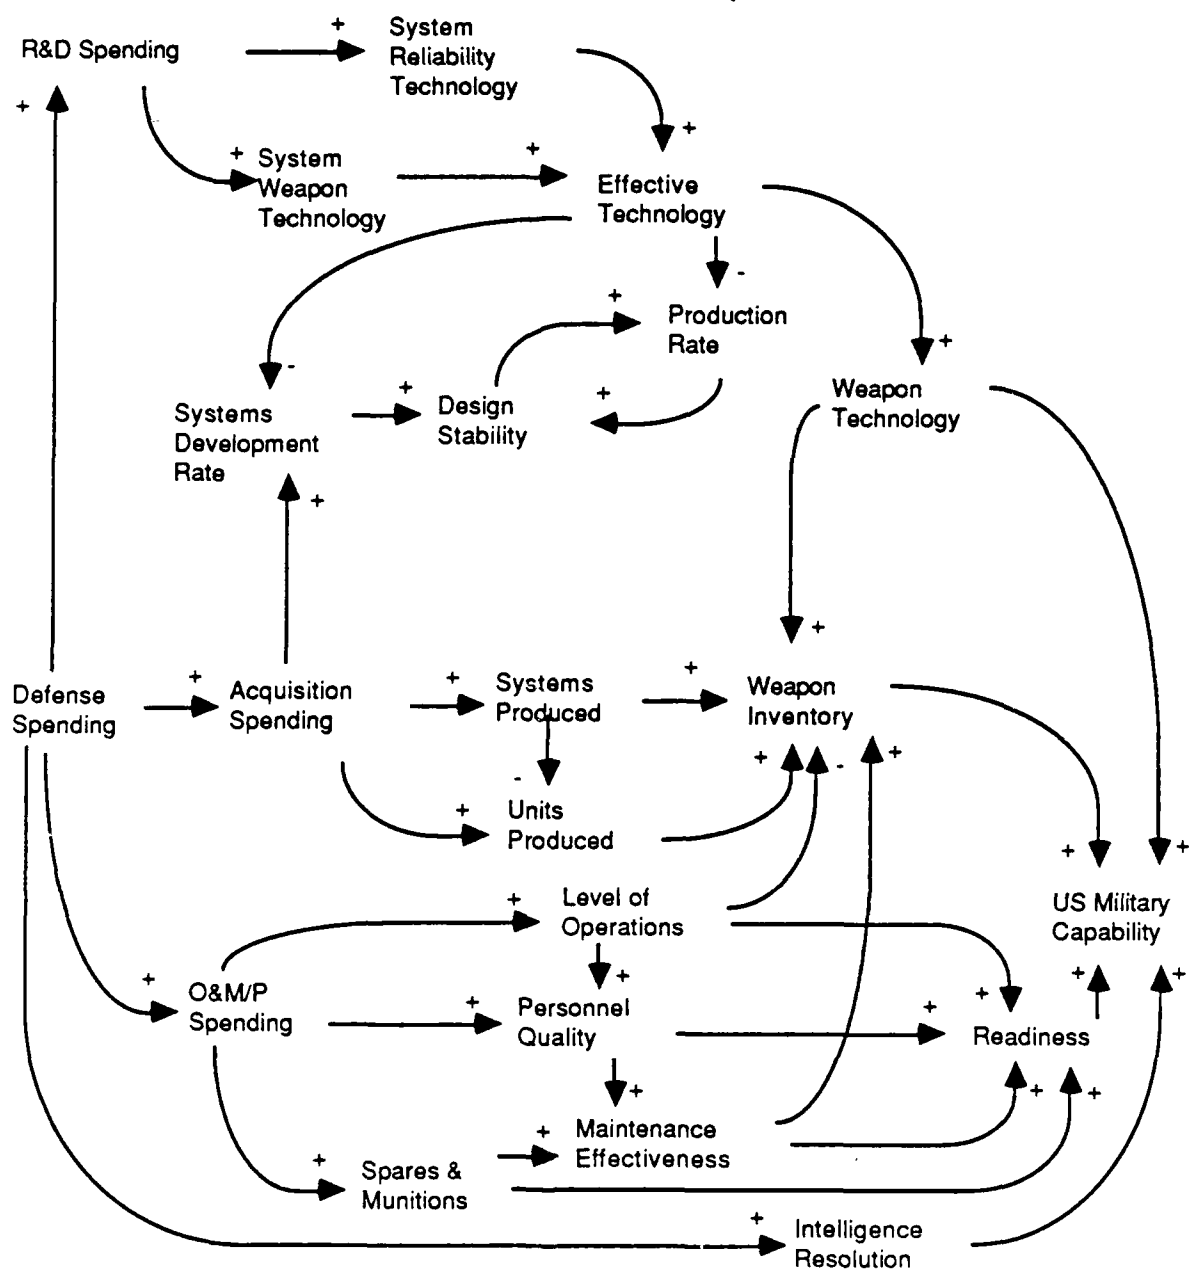 R&D Spending
+
System
Reliability
Technology
+
+
+
System
Weapon
Technology
+
Effective
Technology
-
+
Production
Rate
+
-
Systems
Development
Rate
+
Design
Stability
+
Weapon
Technology
+
+
Defense
Spending
+
Acquisition
Spending
+
Systems
Produced
+
Weapon
Inventory
+
-
+
-
+
Units
Produced
+
+
US Military
Capability
+
Level of
Operations
+
O&M/P
Spending
+
+
Personnel
Quality
+
+
Readiness
+
+
+
+
+
Maintenance
Effectiveness
+
+
Spares &
Munitions
+
Intelligence
Resolution